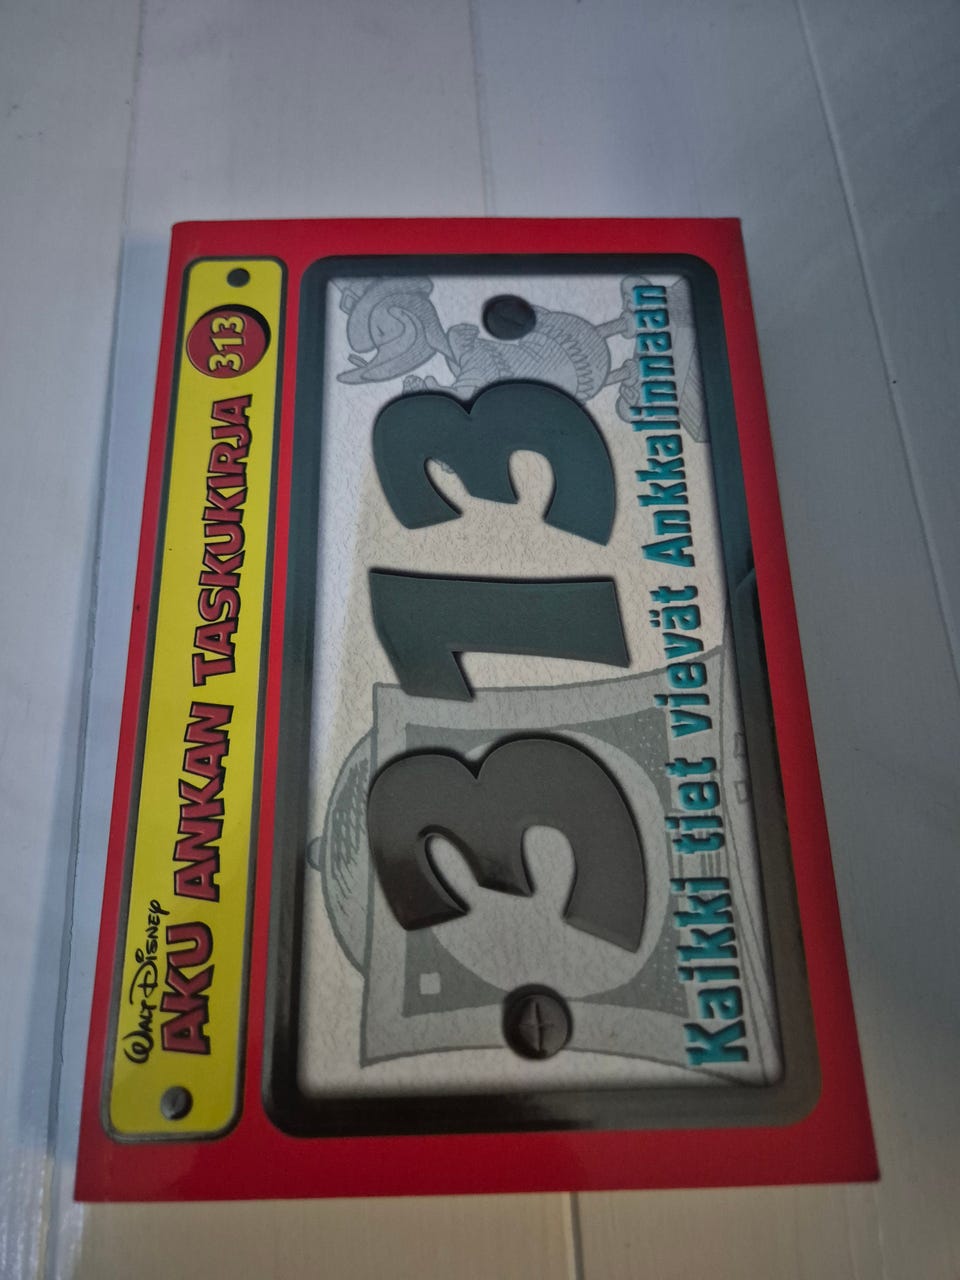 WALT DISNEY
AKU ANKAN TASKUKIRJA 313
313
Kaikki tiet vievät Ankkalinnaan